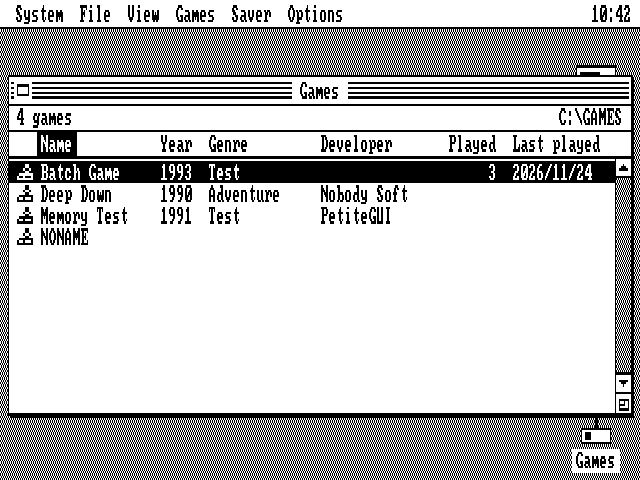 System File View Games Saver Options 10:42
Games
4 games C:\GAMES
Name Year Genre Developer Played Last played
Batch Game 1993 Test 3 2026/11/24
Deep Down 1990 Adventure Nobody Soft
Memory Test 1991 Test PetiteGUI
NONAME
Games